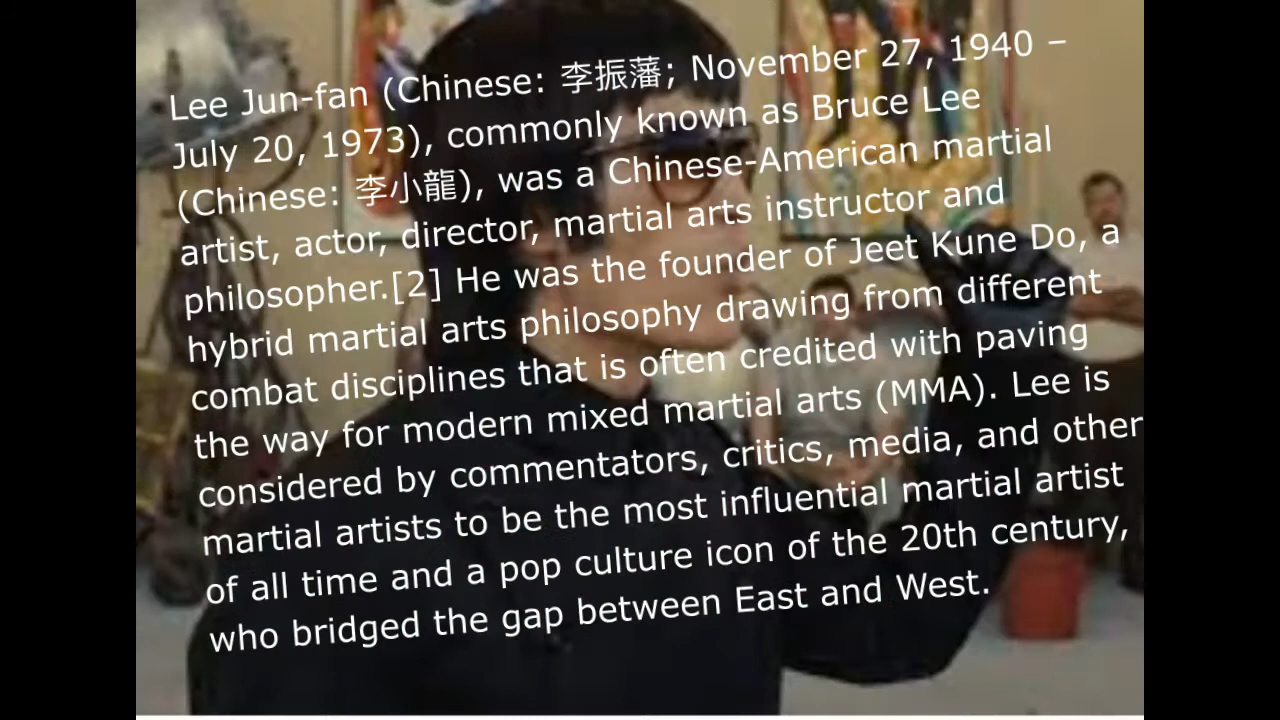 Lee Jun-fan (Chinese: 李振藩; November 27, 1940 –
July 20, 1973), commonly known as Bruce Lee
(Chinese: 李小龍), was a Chinese-American martial
artist, actor, director, martial arts instructor and
philosopher.[2] He was the founder of Jeet Kune Do, a
hybrid martial arts philosophy drawing from different
combat disciplines that is often credited with paving
the way for modern mixed martial arts (MMA). Lee is
considered by commentators, critics, media, and other
martial artists to be the most influential martial artist
of all time and a pop culture icon of the 20th century,
who bridged the gap between East and West.